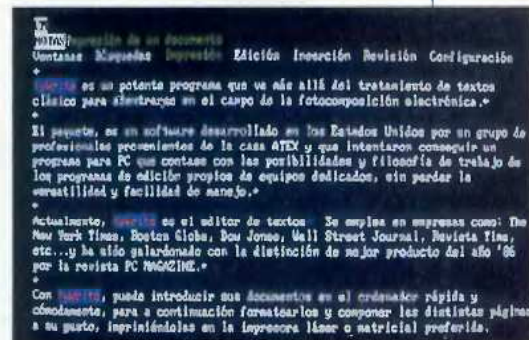 NOTAS Impresión de un documento
Ventanas Búsquedas Impresión Edición Inserción Revisión Configuración
es un potente programa que va más allá del tratamiento de textos
clásico para adentrarse en el campo de la fotocomposición electrónica.
El paquete, es un software desarrollado en los Estados Unidos por un grupo de
profesionales provenientes de la casa ATEX y que intentaron conseguir un
programa para PC que contase con las posibilidades y filosofía de trabajo de
los programas de edición propios de equipos dedicados, sin perder la
versatilidad y facilidad de manejo.
Actualmente, es el editor de textos Se emplea en empresas como: The
New York Times, Boston Globe, Dow Jones, Wall Street Journal, Revista Time,
etc...y ha sido galardonado con la distinción de mejor producto del año '86
por la revista PC MAGAZINE.
Con , puede introducir sus documentos en el ordenador rápida y
cómodamente, para a continuación formatearlos y componer las distintas páginas
a su gusto, imprimiéndolas en la impresora láser o matricial preferida.